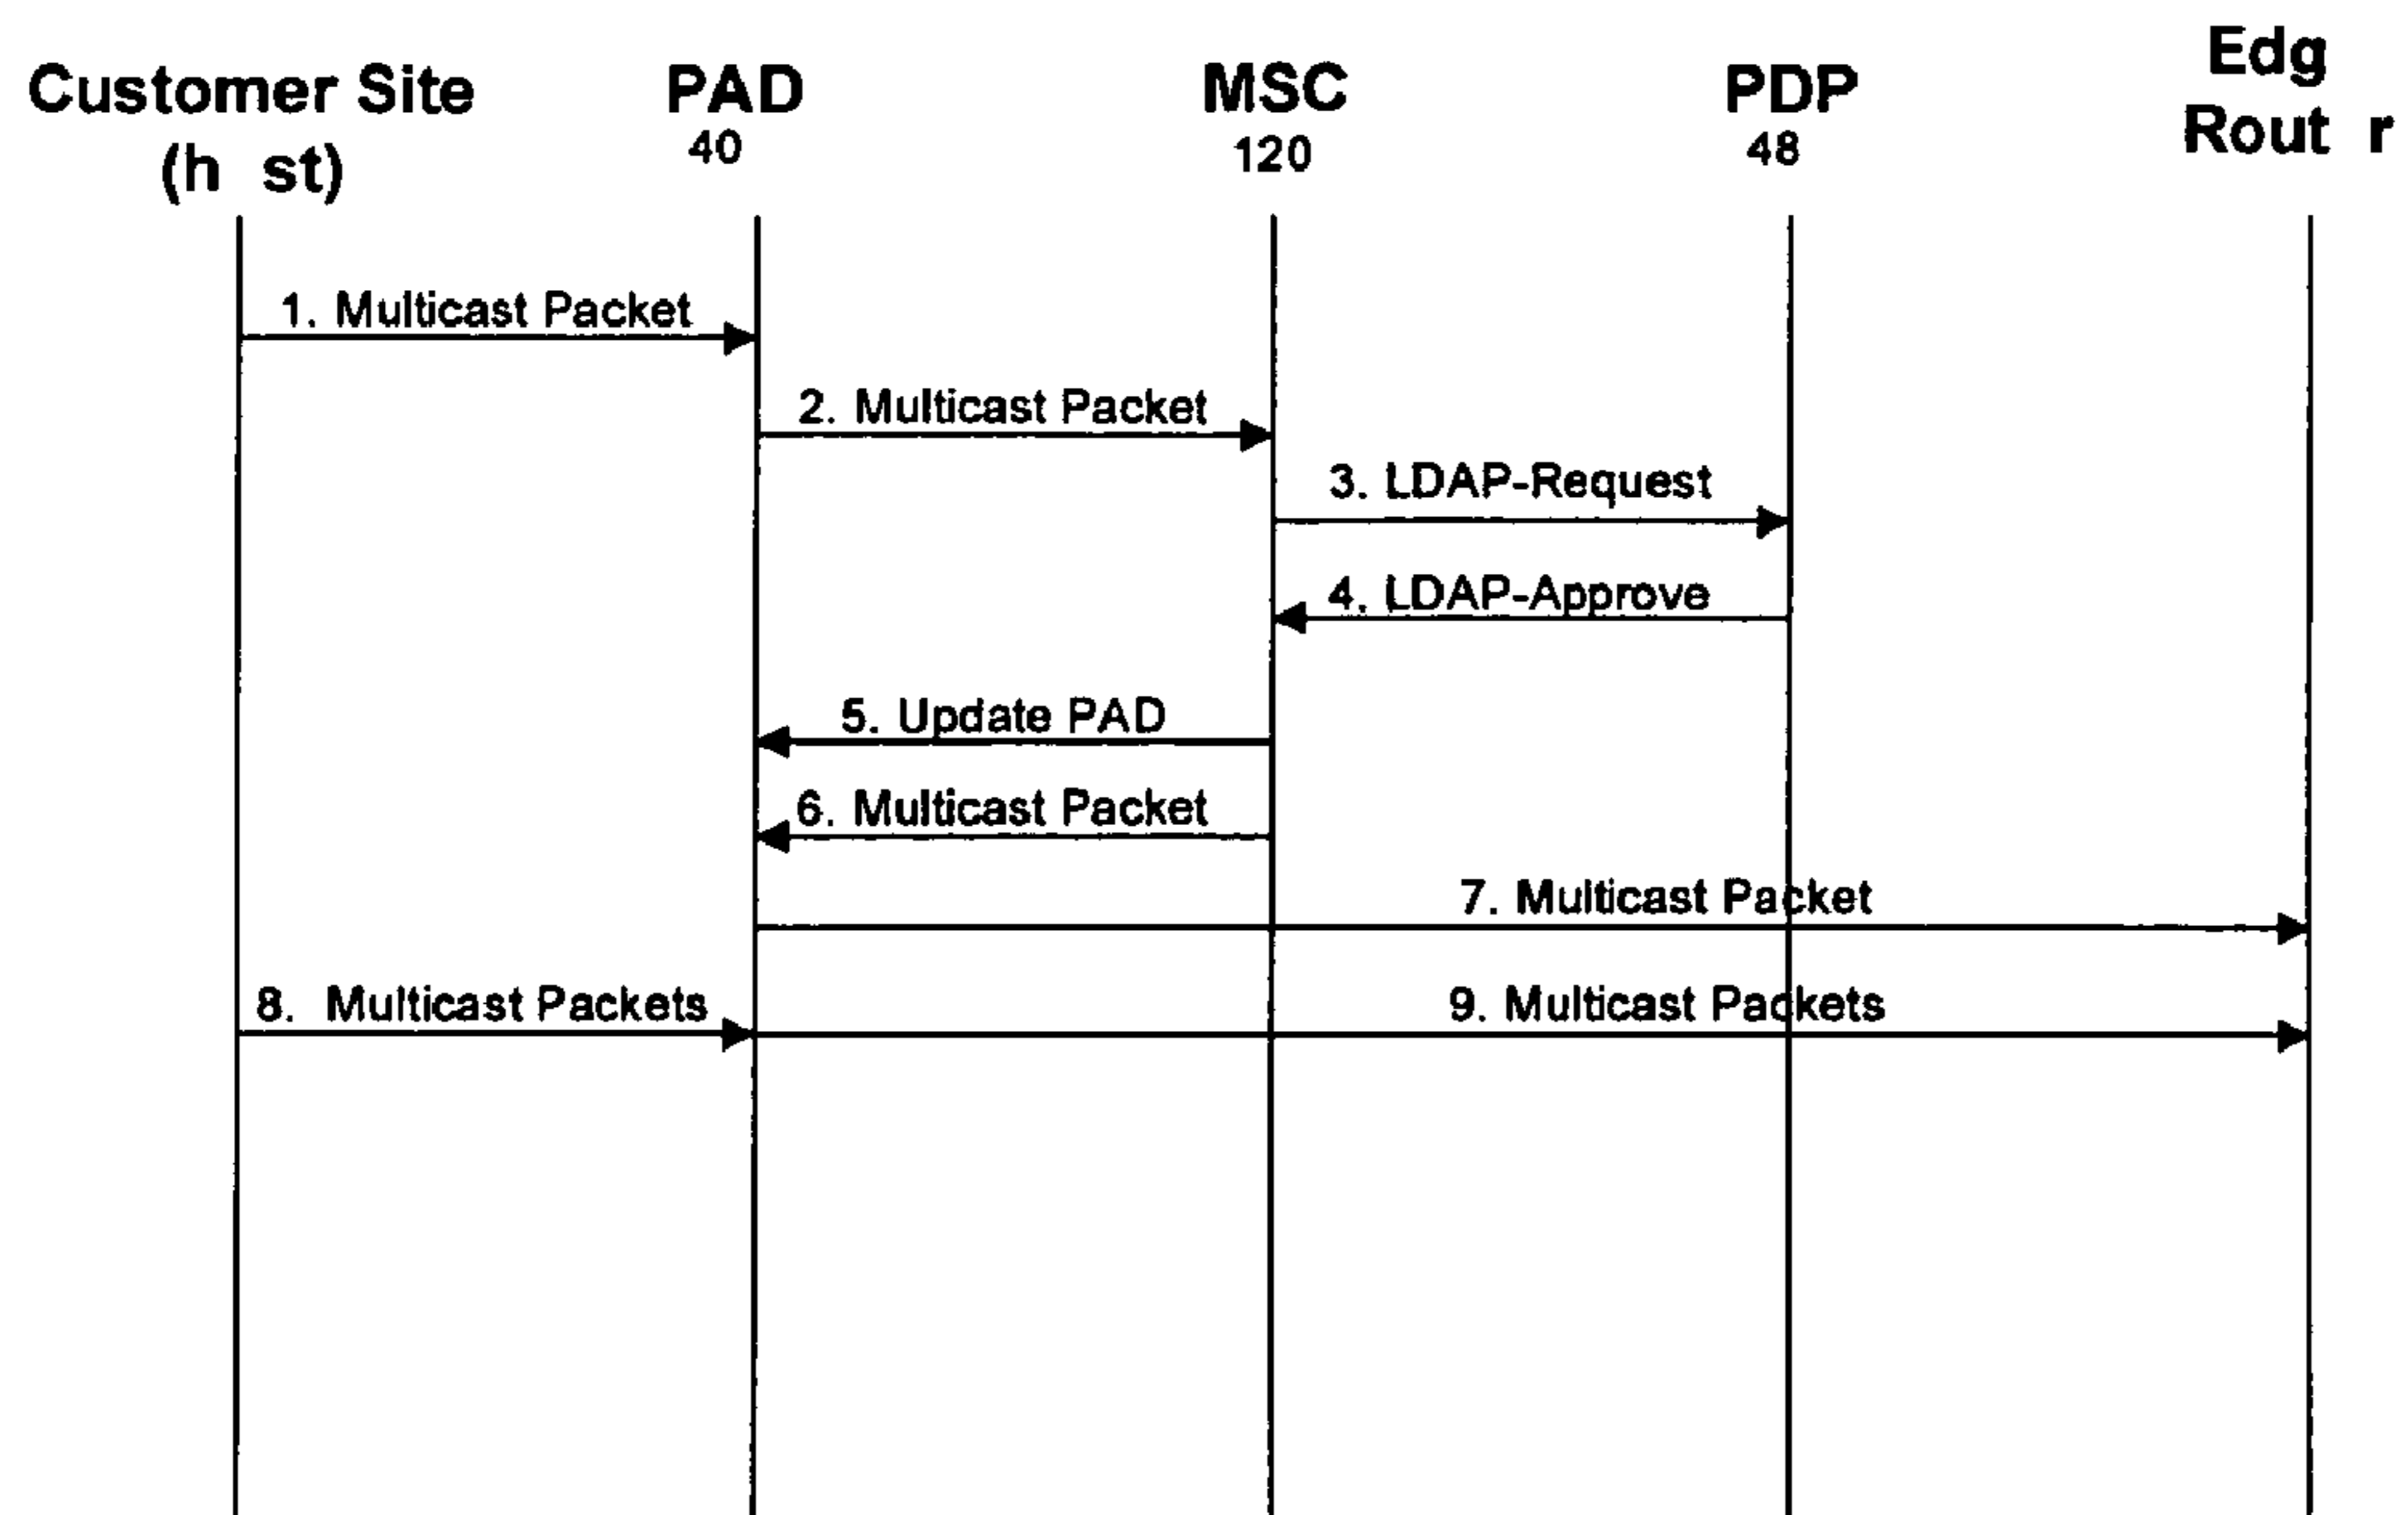 Customer Site
(h st)
PAD
40
MSC
120
PDP
48
Edg
Rout r
1. Multicast Packet
2. Multicast Packet
3. LDAP-Request
4. LDAP-Approve
5. Update PAD
6. Multicast Packet
7. Multicast Packet
8. Multicast Packets
9. Multicast Packets